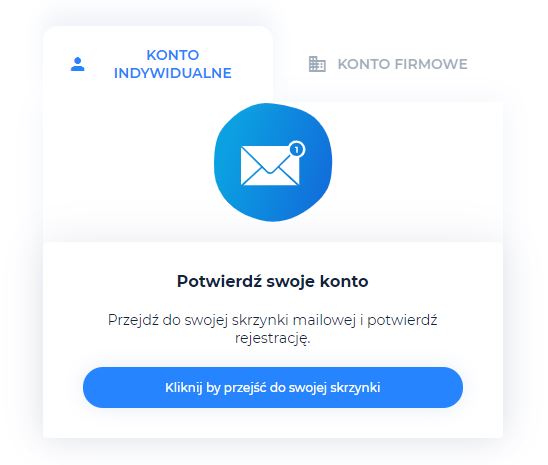 KONTO
INDYWIDUALNE
KONTO FIRMOWE
1
Potwierdź swoje konto
Przejdź do swojej skrzynki mailowej i potwierdź
rejestrację.
Kliknij by przejść do swojej skrzynki